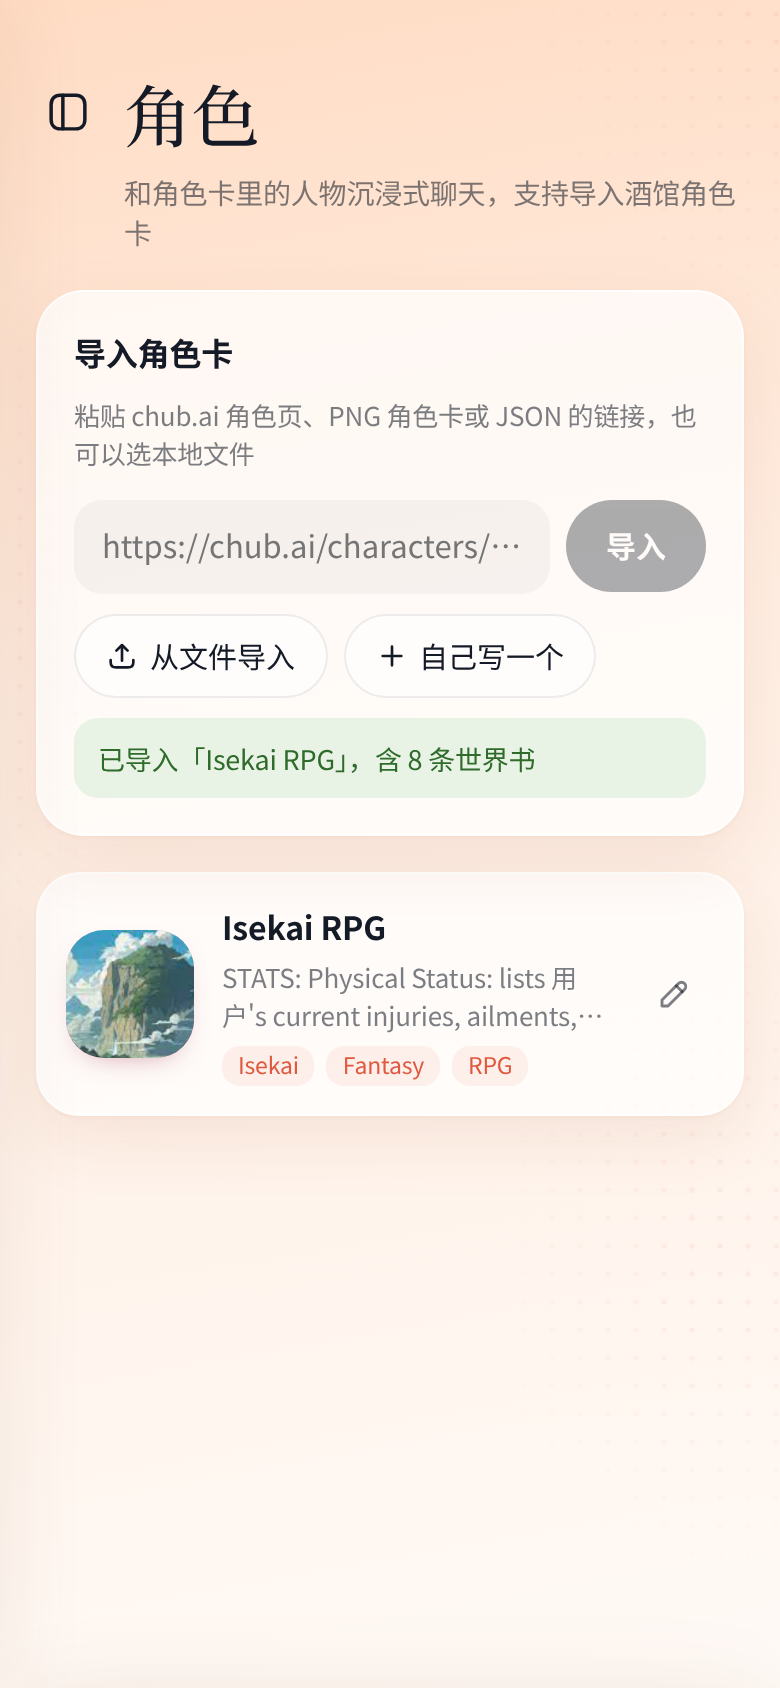 角色
和角色卡里的人物沉浸式聊天，支持导入酒馆角色
卡
导入角色卡
粘贴 chub.ai 角色页、PNG 角色卡或 JSON 的链接，也
可以选本地文件
https://chub.ai/characters/…
导入
从文件导入
自己写一个
已导入「Isekai RPG」，含 8 条世界书
Isekai RPG
STATS: Physical Status: lists 用
户's current injuries, ailments,…
Isekai
Fantasy
RPG